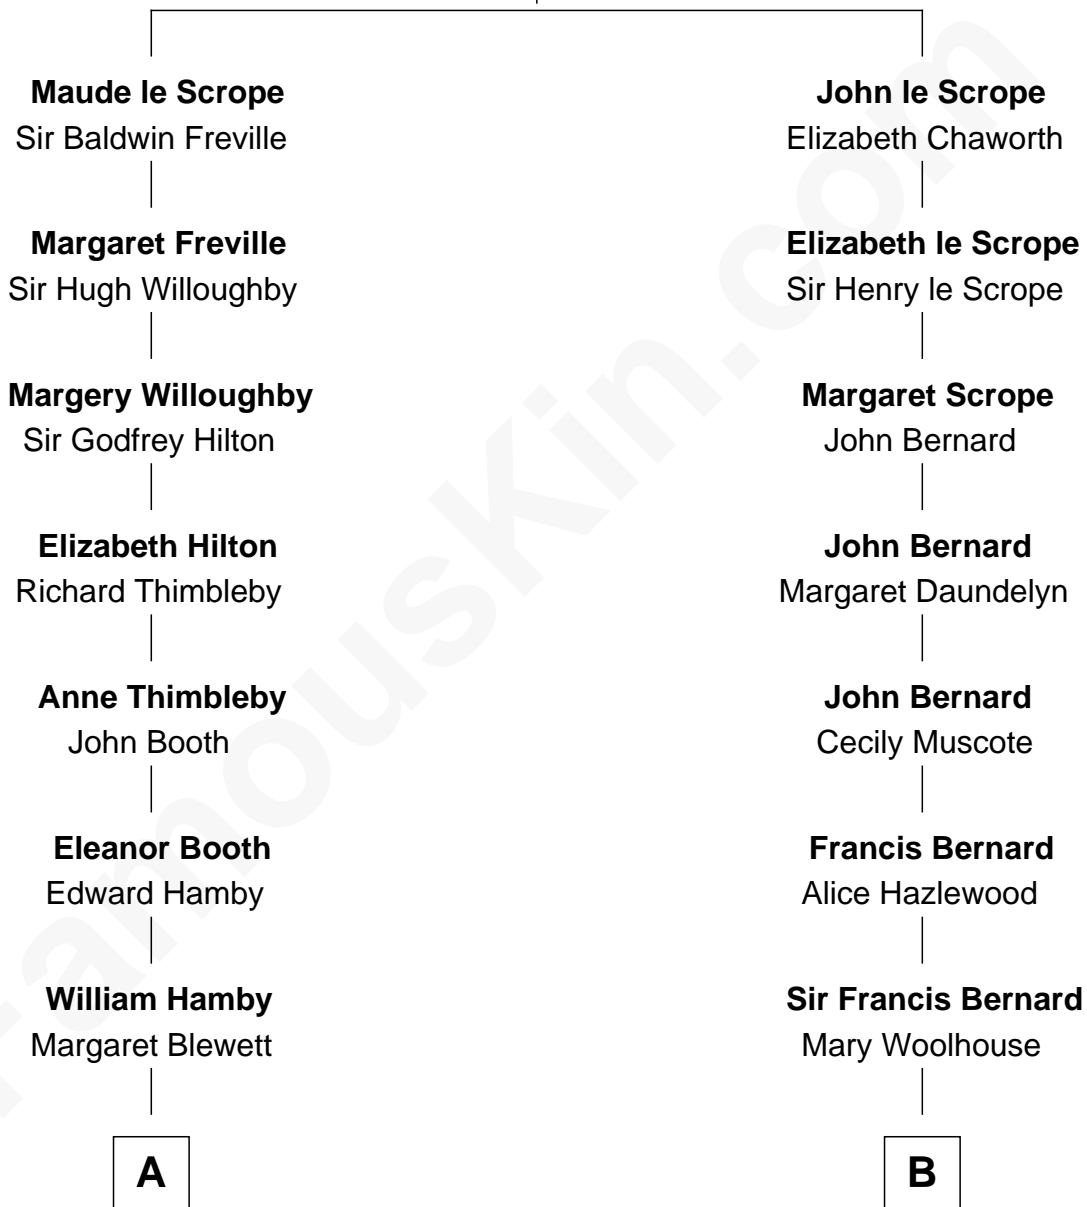 Maude le Scrope
Sir Baldwin Freville
Margaret Freville
Sir Hugh Willoughby
Margery Willoughby
Sir Godfrey Hilton
Elizabeth Hilton
Richard Thimbleby
Anne Thimbleby
John Booth
Eleanor Booth
Edward Hamby
William Hamby
Margaret Blewett
A
John le Scrope
Elizabeth Chaworth
Elizabeth le Scrope
Sir Henry le Scrope
Margaret Scrope
John Bernard
John Bernard
Margaret Daundelyn
John Bernard
Cecily Muscote
Francis Bernard
Alice Hazlewood
Sir Francis Bernard
Mary Woolhouse
B
FamousKin.com